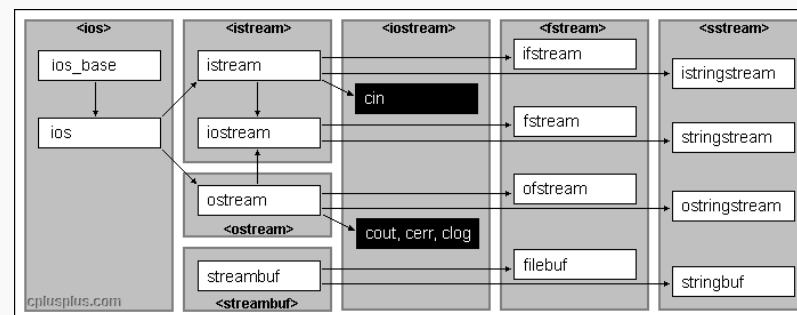 <ios>
ios_base
ios
cplusplus.com
<istream>
istream
iostream
ostream
<ostream>
streambuf
<streambuf>
<iostream>
cin
cout, cerr, clog
<fstream>
ifstream
fstream
ofstream
filebuf
<sstream>
istringstream
stringstream
ostringstream
stringbuf